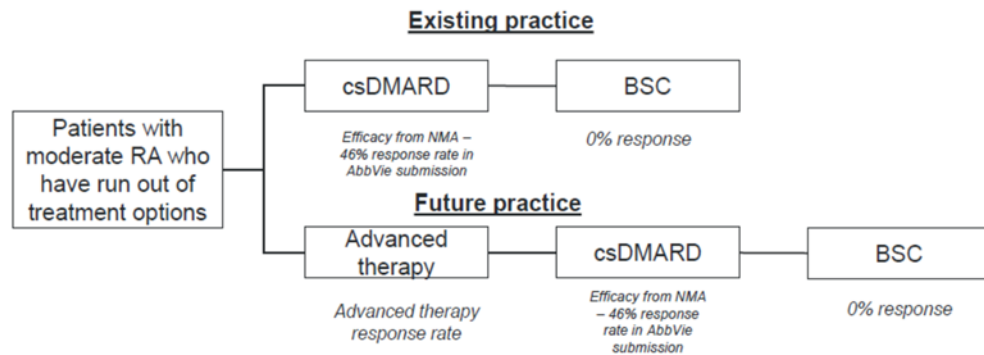 Existing practice
Patients with
moderate RA who
have run out of
treatment options
csDMARD
BSC
Efficacy from NMA –
46% response rate in
AbbVie submission
0% response
Future practice
Advanced
therapy
csDMARD
BSC
Advanced therapy
response rate
Efficacy from NMA
– 46% response
rate in AbbVie
submission
0% response